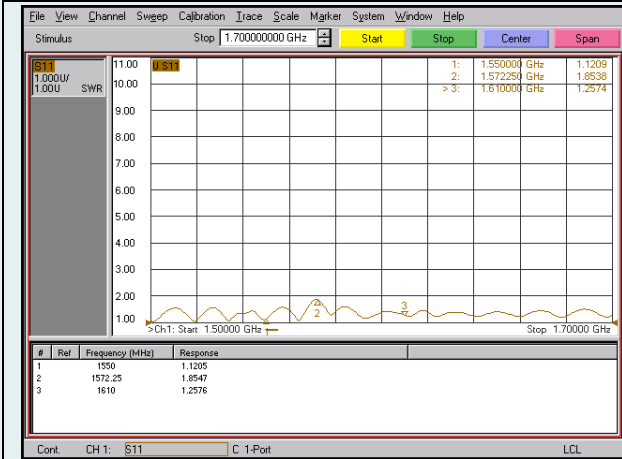 File View Channel Sweep Calibration Trace Scale Marker System Window Help
Stimulus Stop 1.700000000 GHz Start Stop Center Span
S11
1.000U/
1.00U SWR
11.00
10.00
8.00
7.00
6.00
5.00
4.00
3.00
2.00
1.00
U S11
1: 1.550000 GHz 1.1209
2: 1.572250 GHz 1.8538
> 3: 1.610000 GHz 1.2574
2
3
>Ch1: Start 1.50000 GHz Stop 1.70000 GHz
# Ref Frequency (MHz) Response
1 1550 1.1205
2 1572.25 1.8547
3 1610 1.2576
Cont. CH 1: S11 C 1-Port LCL